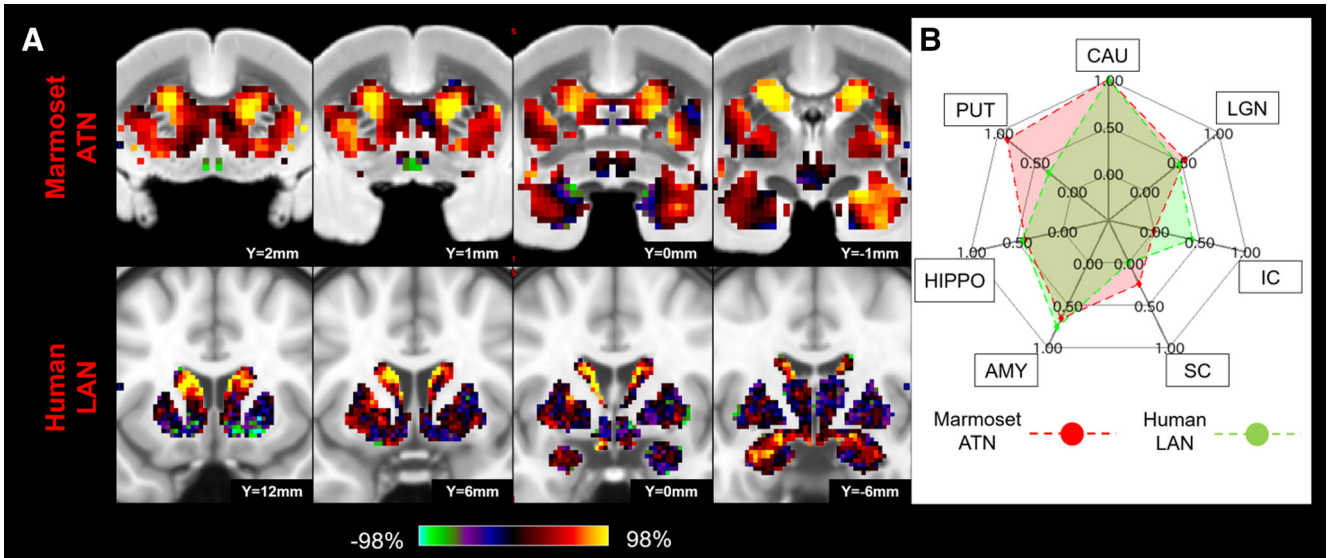 A
Marmoset
ATN
S
Y=2mm
Y=1mm
Y=0mm
Y=-1mm
Human
LAN
Y=12mm
Y=6mm
Y=0mm
Y=-6mm
-98%
98%
B
CAU
1.00
PUT
LGN
1.00
1.00
0.50
0.50
0.50
0.00
0.00
0.00
0.00
0.00
0.50
0.50
1.00
1.00
HIPPO
IC
0.00
0.00
0.50
0.50
1.00
1.00
AMY
SC
Marmoset
ATN
Human
LAN